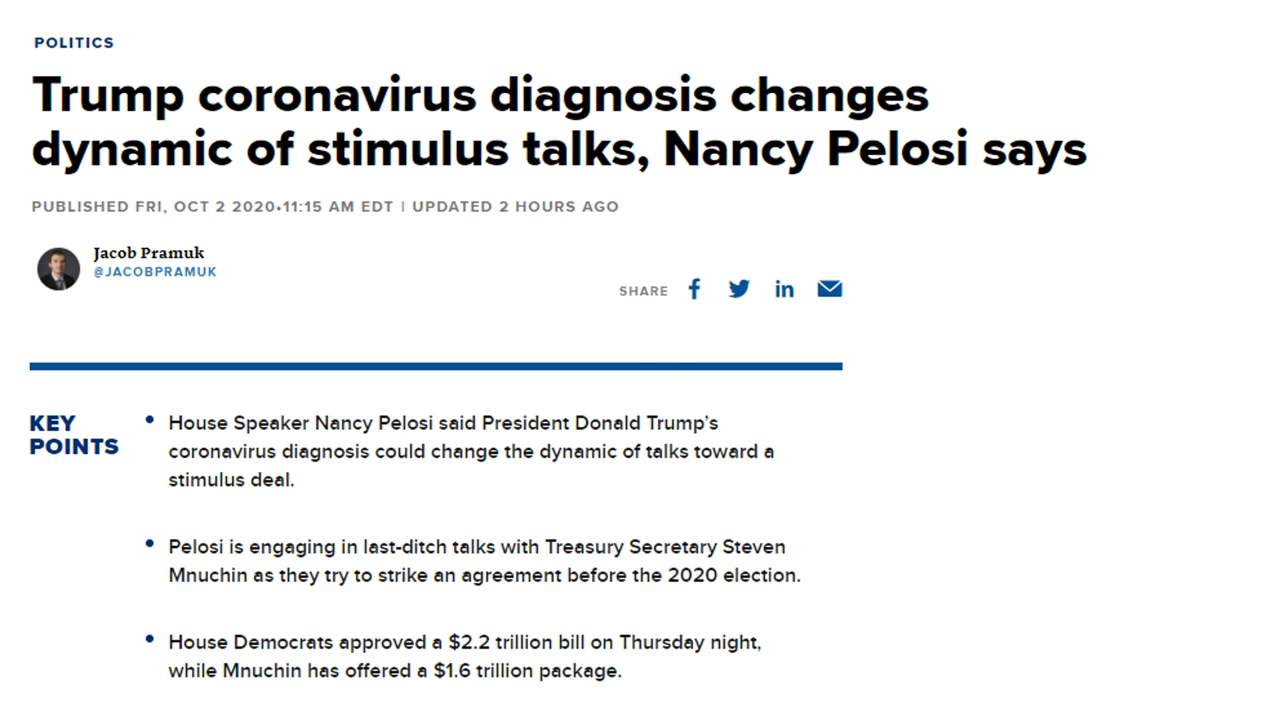 POLITICS
Trump coronavirus diagnosis changes
dynamic of stimulus talks, Nancy Pelosi says
PUBLISHED FRI, OCT 2 2020•11:15 AM EDT | UPDATED 2 HOURS AGO
Jacob Pramuk
@JACOBPRAMUK
SHARE
KEY
POINTS
• House Speaker Nancy Pelosi said President Donald Trump’s
coronavirus diagnosis could change the dynamic of talks toward a
stimulus deal.
• Pelosi is engaging in last-ditch talks with Treasury Secretary Steven
Mnuchin as they try to strike an agreement before the 2020 election.
• House Democrats approved a $2.2 trillion bill on Thursday night,
while Mnuchin has offered a $1.6 trillion package.